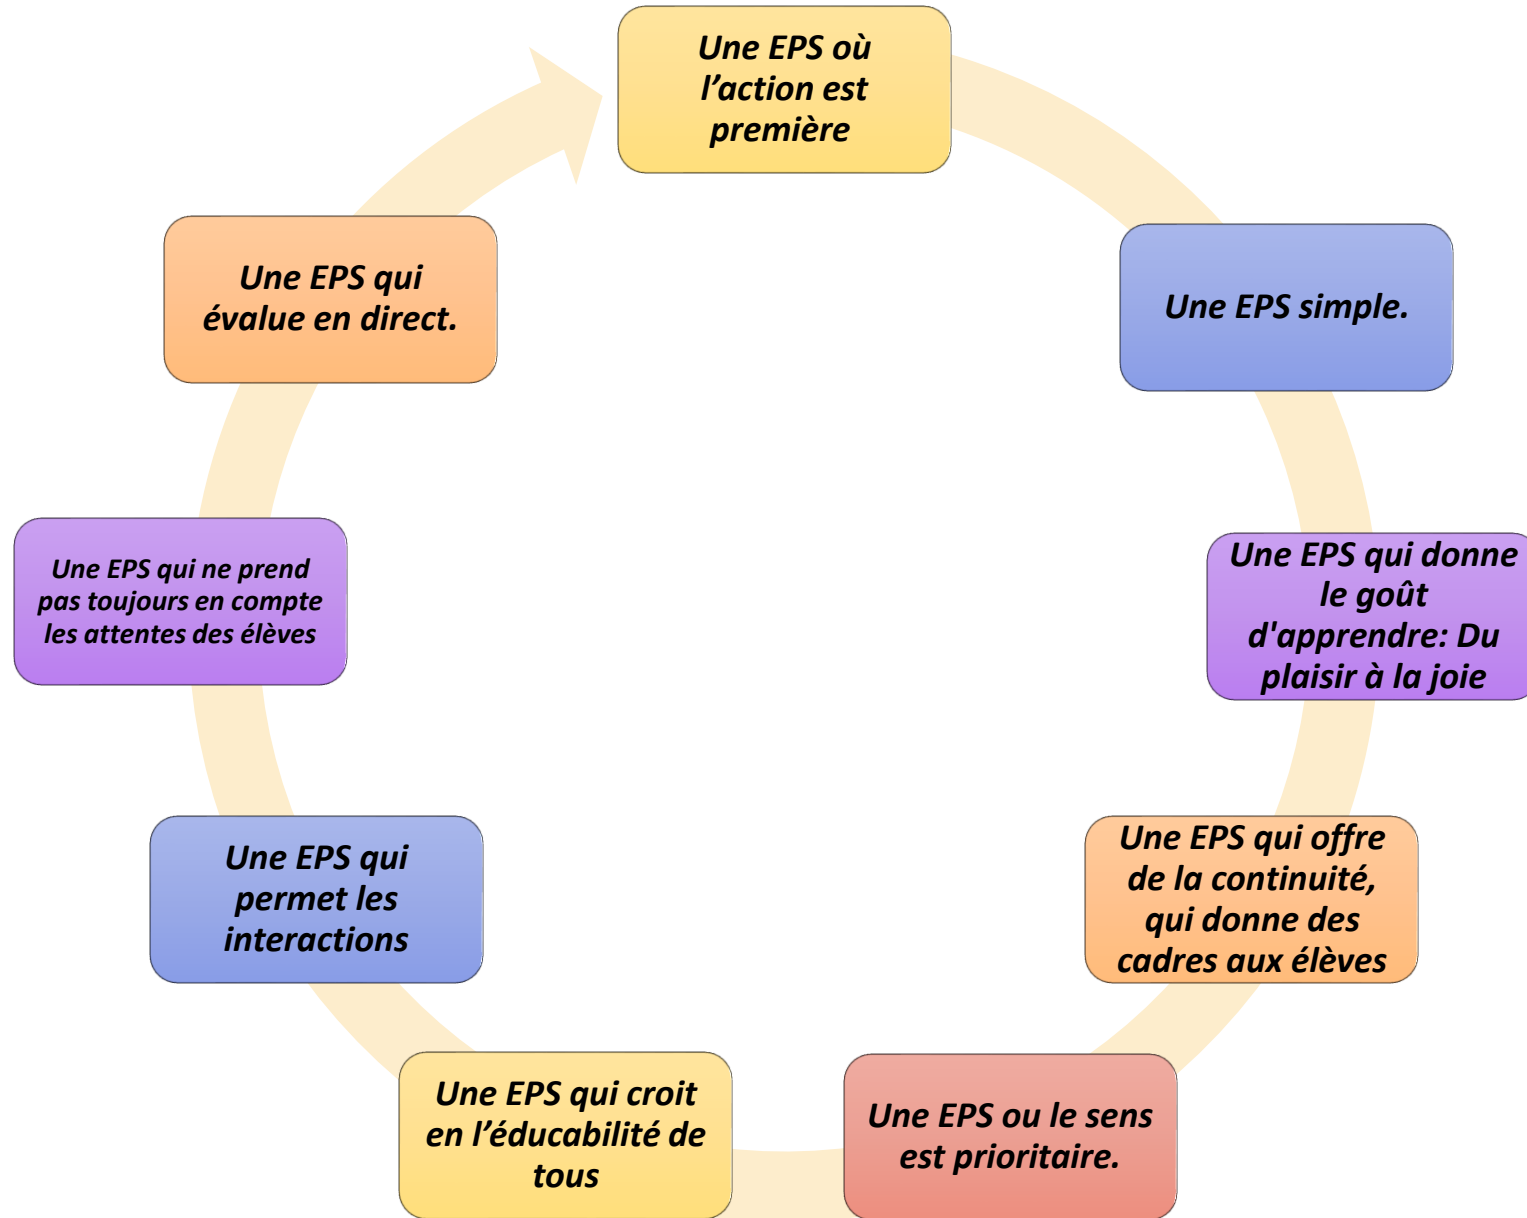 Une EPS où
l’action est
première
Une EPS simple.
Une EPS qui donne
le goût
d'apprendre: Du
plaisir à la joie
Une EPS qui offre
de la continuité,
qui donne des
cadres aux élèves
Une EPS ou le sens
est prioritaire.
Une EPS qui croit
en l’éducabilité de
tous
Une EPS qui
permet les
interactions
Une EPS qui ne prend
pas toujours en compte
les attentes des élèves
Une EPS qui
évalue en direct.